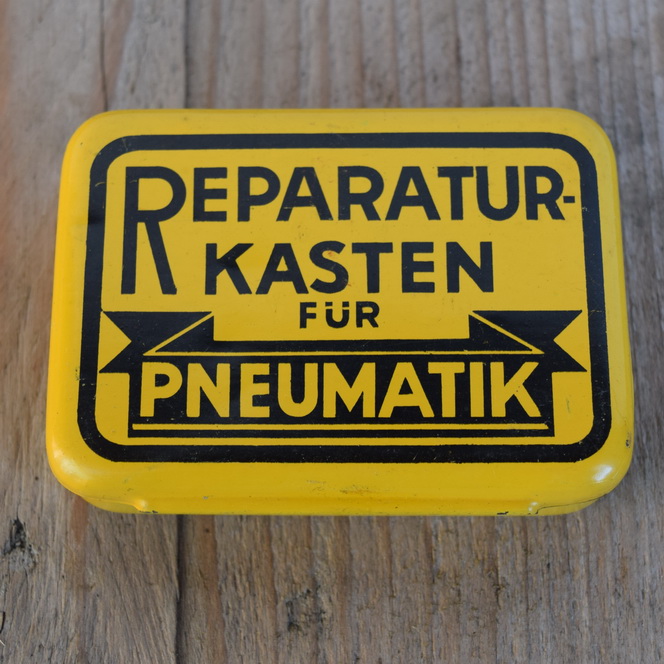 REPARATUR-
KASTEN
FÜR
PNEUMATIK